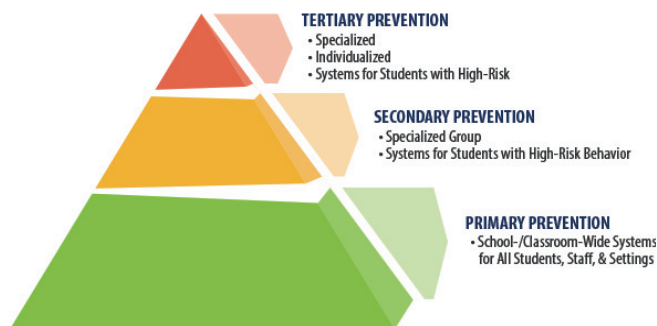 TERTIARY PREVENTION
• Specialized
• Individualized
• Systems for Students with High-Risk
SECONDARY PREVENTION
• Specialized Group
• Systems for Students with High-Risk Behavior
PRIMARY PREVENTION
• School-/Classroom-Wide Systems
for All Students, Staff, & Settings